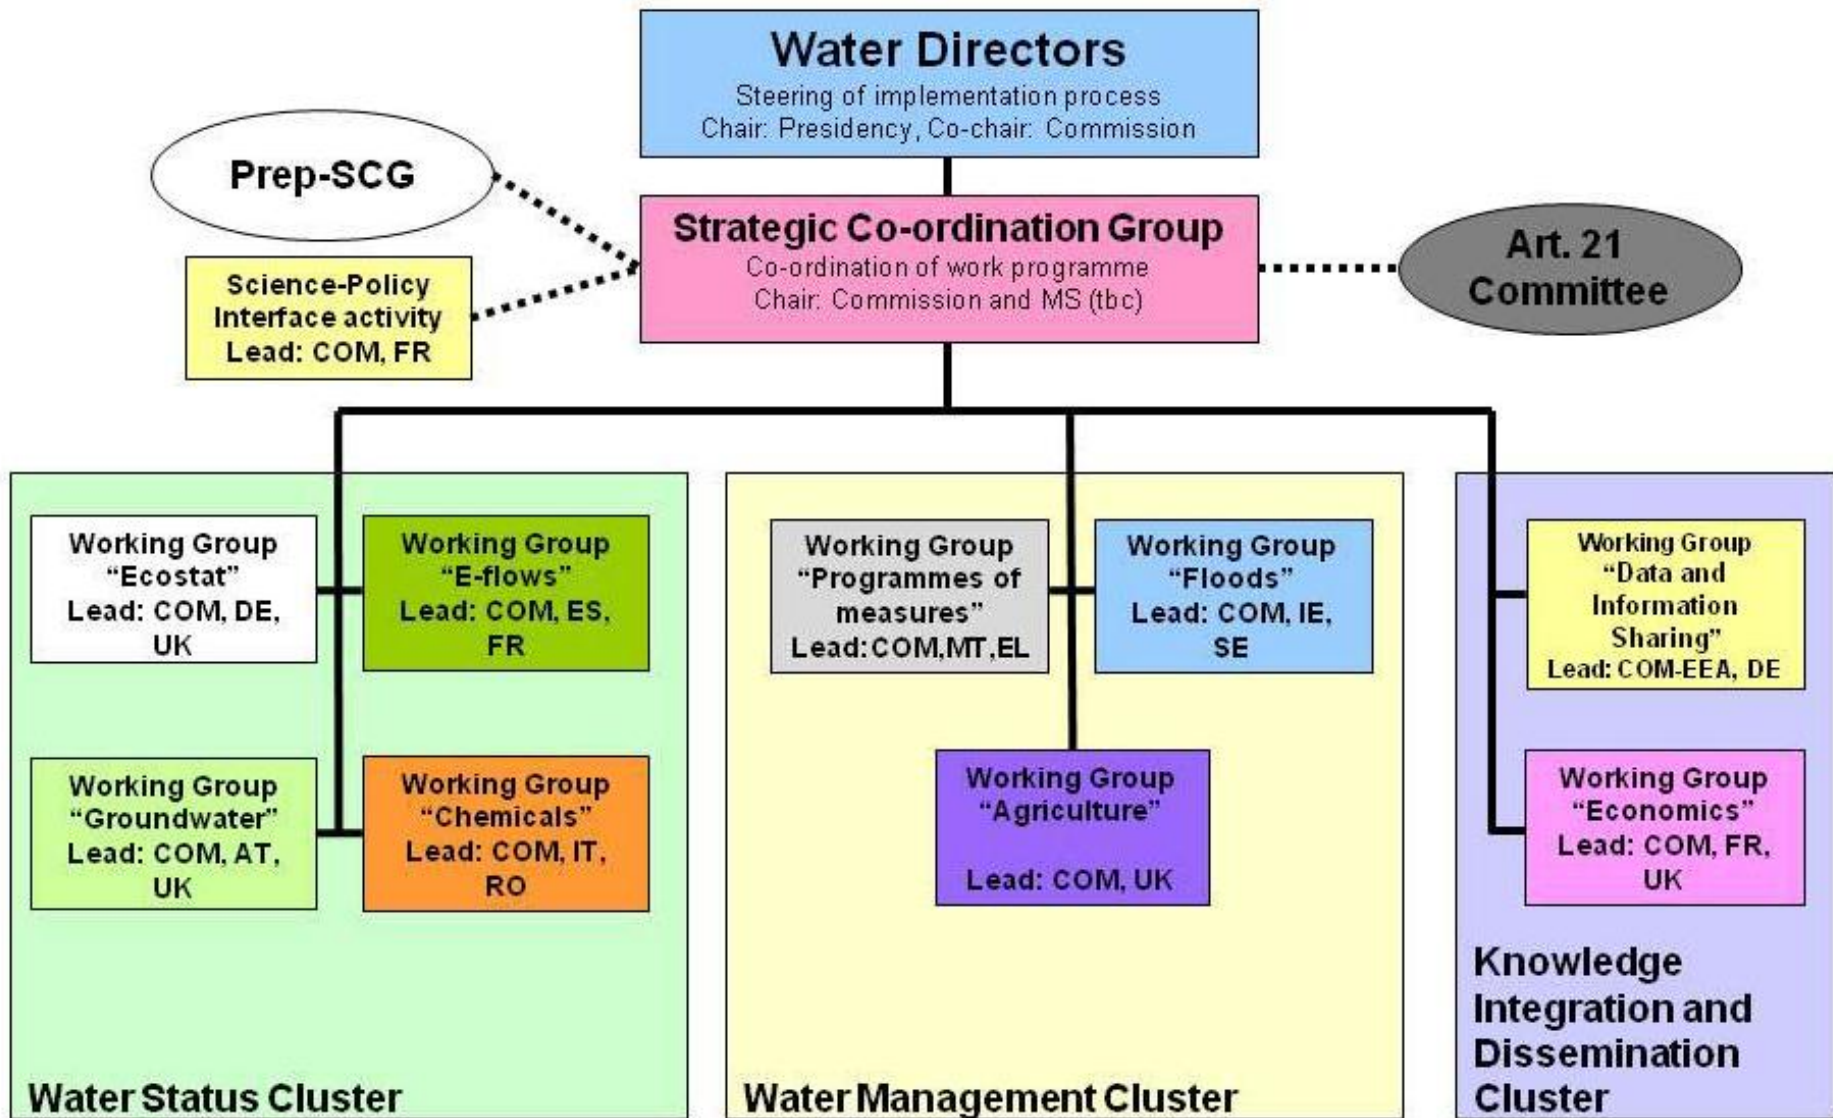 Water Directors
Steering of implementation process
Chair: Presidency, Co-chair: Commission
Prep-SCG
Strategic Co-ordination Group
Co-ordination of work programme
Chair: Commission and MS (tbc)
Art. 21
Committee
Science-Policy
Interface activity
Lead: COM, FR
Working Group
“Ecostat”
Lead: COM, DE,
UK
Working Group
“E-flows”
Lead: COM, ES,
FR
Working Group
“Groundwater”
Lead: COM, AT,
UK
Working Group
“Chemicals”
Lead: COM, IT,
RO
Water Status Cluster
Working Group
“Programmes of
measures”
Lead:COM,MT,EL
Working Group
“Floods”
Lead: COM, IE,
SE
Working Group
“Agriculture”
Lead: COM, UK
Water Management Cluster
Working Group
“Data and
Information
Sharing”
Lead: COM-EEA, DE
Working Group
“Economics”
Lead: COM, FR,
UK
Knowledge
Integration and
Dissemination
Cluster